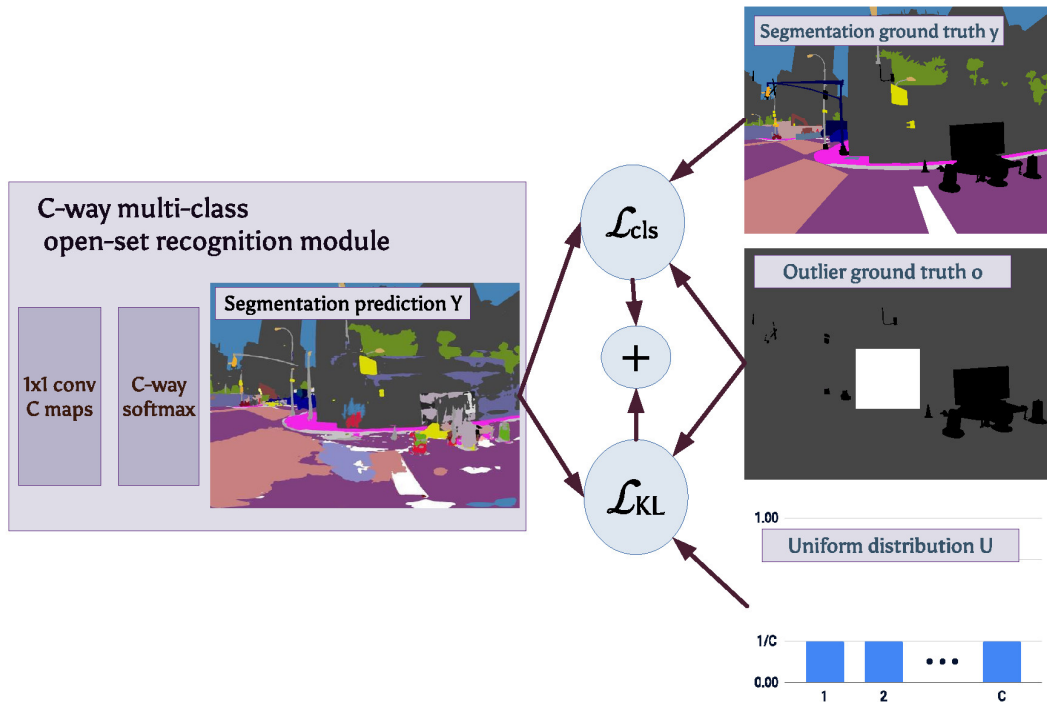 C-way multi-class
open-set recognition module
1x1 conv
C maps
C-way
softmax
Segmentation prediction Y
ℒcls
+
ℒKL
Segmentation ground truth y
Outlier ground truth o
1.00
Uniform distribution U
1/C
0.00
1 2 ••• C